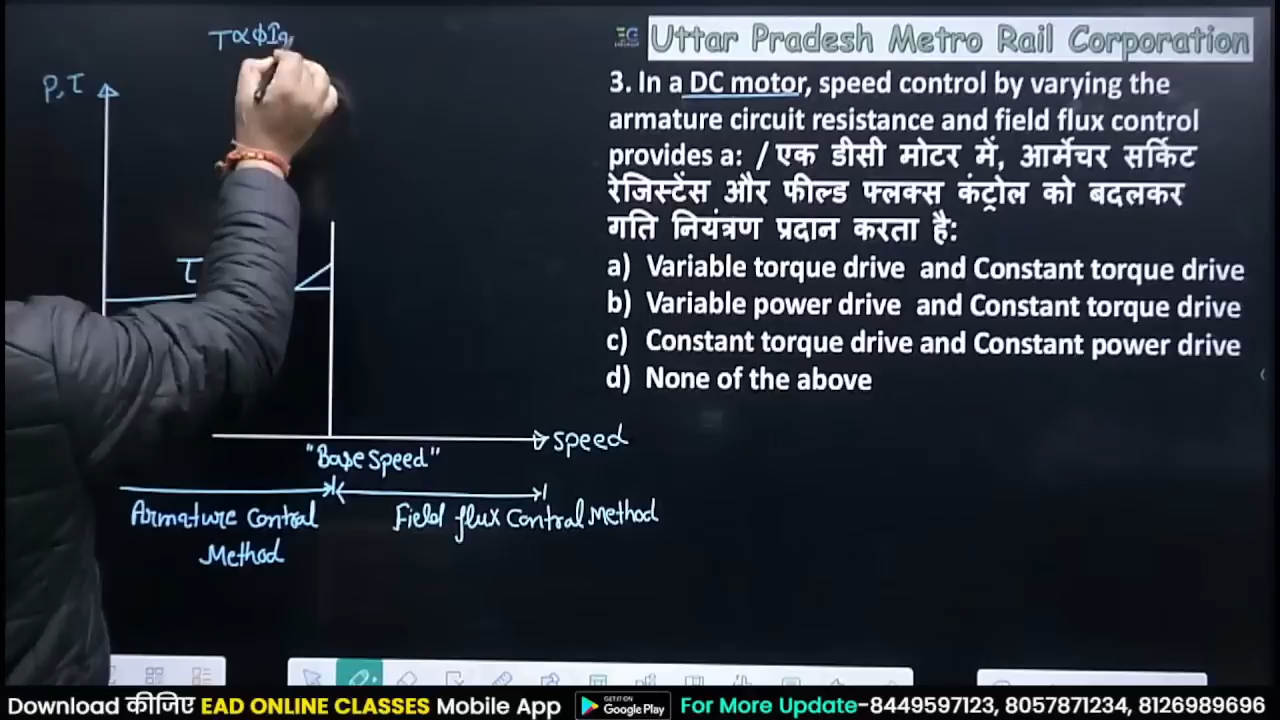 T∝ϕIa
P,T
T
speed
"Base speed"
Armature Control
Method
Field flux Control Method
Uttar Pradesh Metro Rail Corporation
3. In a DC motor, speed control by varying the
armature circuit resistance and field flux control
provides a: / एक डीसी मोटर में, आर्मेचर सर्किट
रेजिस्टेंस और फील्ड फ्लक्स कंट्रोल को बदलकर
गति नियंत्रण प्रदान करता है:
a) Variable torque drive and Constant torque drive
b) Variable power drive and Constant torque drive
c) Constant torque drive and Constant power drive
d) None of the above
Download कीजिए EAD ONLINE CLASSES Mobile App GET IT ON Google Play For More Update-8449597123, 8057871234, 8126989696